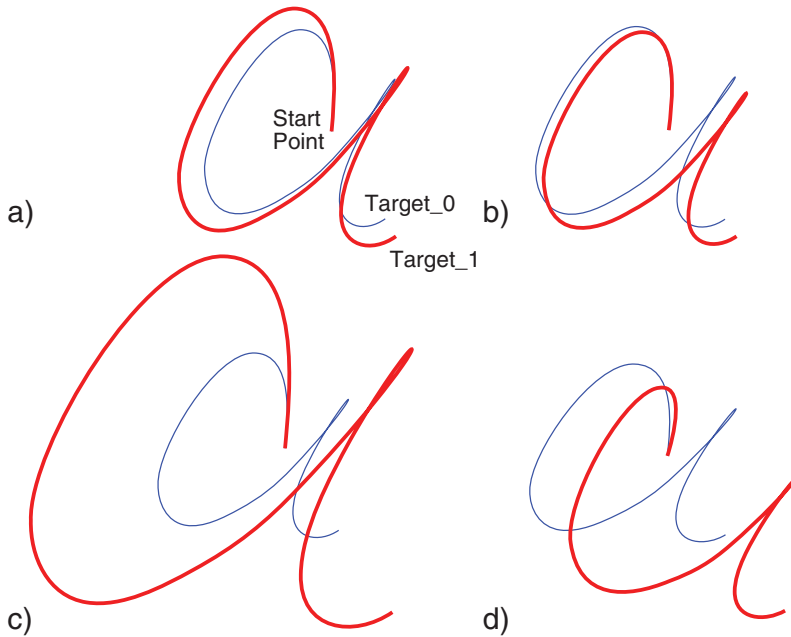 Start
Point
a)
Target_0
b)
Target_1
c)
d)